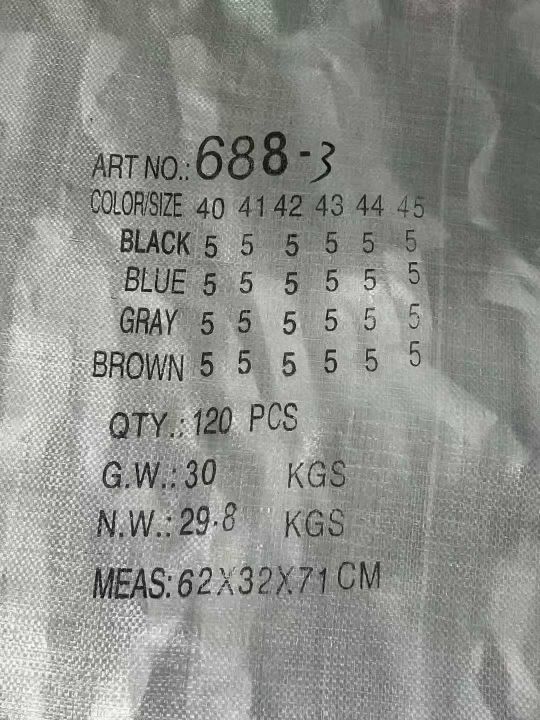 ART NO.: 688-3
COLOR/SIZE 40 41 42 43 44 45
BLACK 5 5 5 5 5 5
BLUE 5 5 5 5 5 5
GRAY 5 5 5 5 5 5
BROWN 5 5 5 5 5 5
QTY.: 120 PCS
G.W.: 30 KGS
N.W.: 29.8 KGS
MEAS: 62X32X71 CM